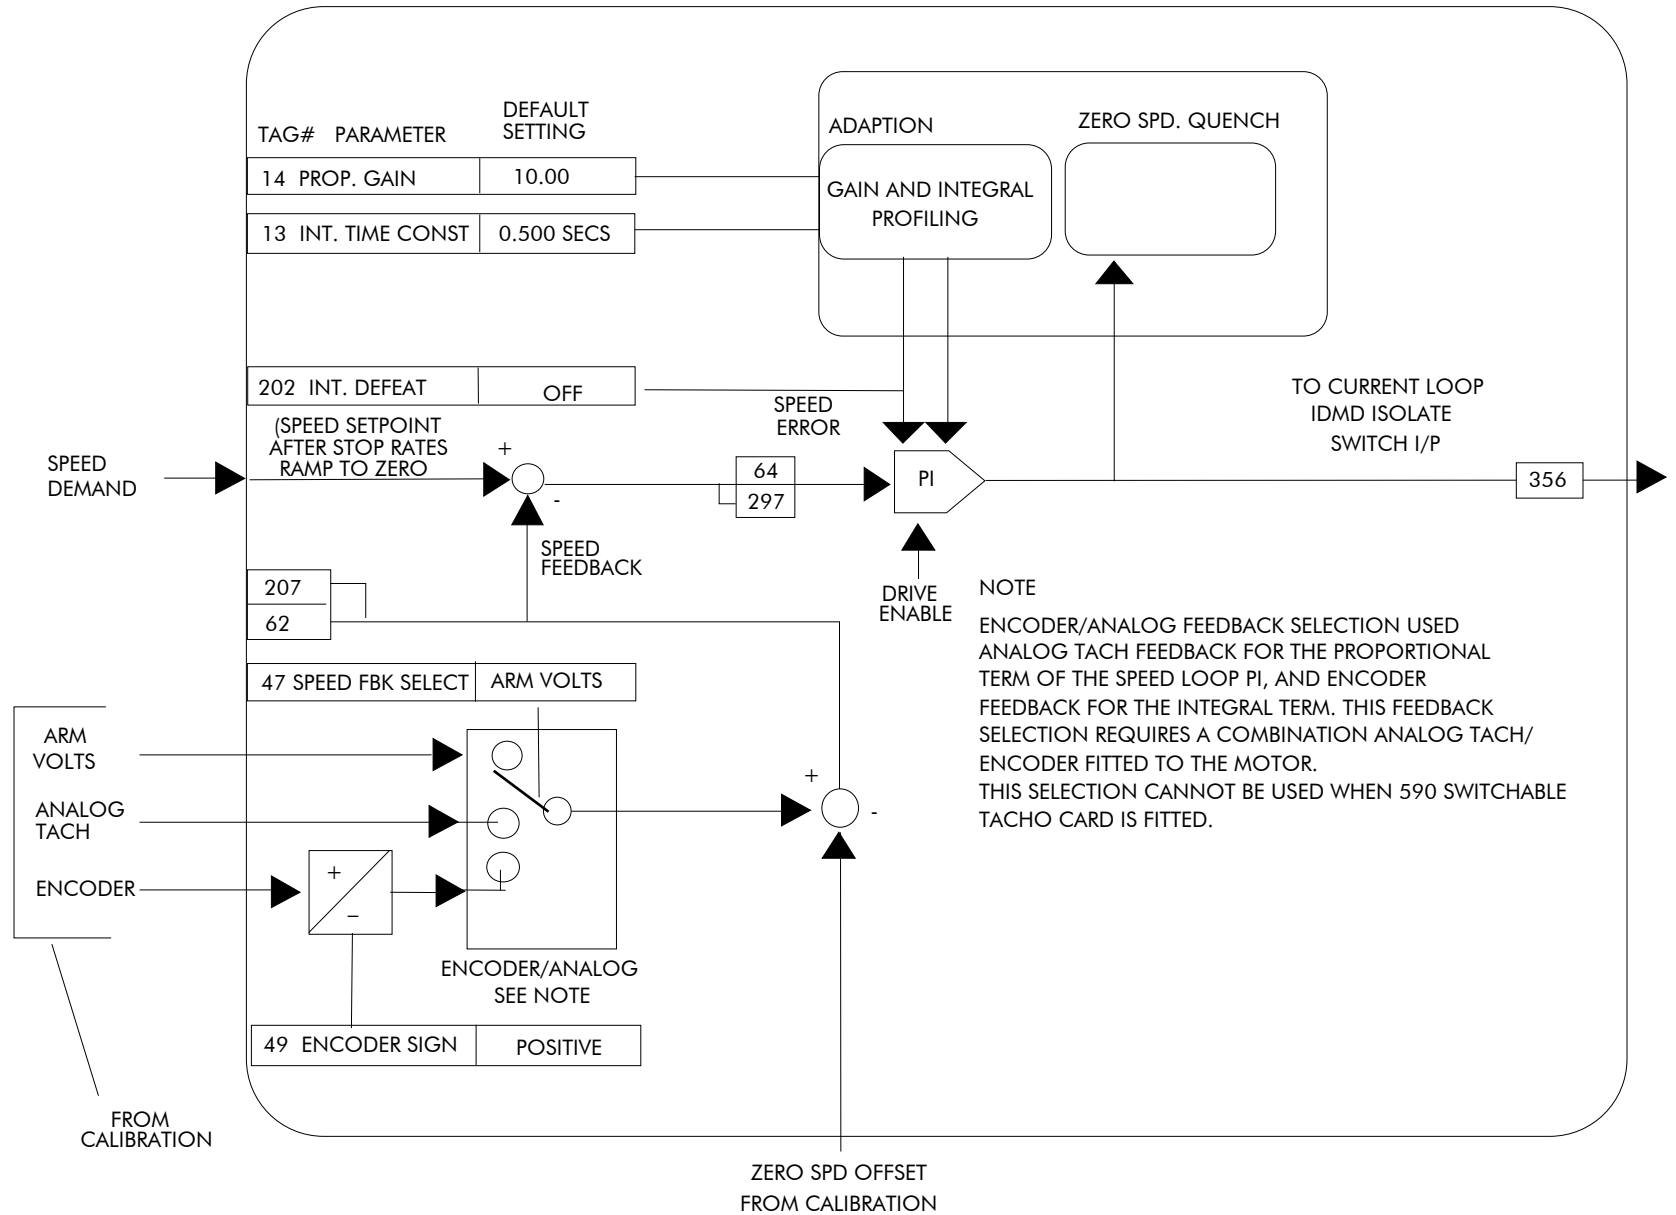 DEFAULT
SETTING
TAG# PARAMETER
14 PROP. GAIN 10.00
13 INT. TIME CONST 0.500 SECS
ADAPTION
ZERO SPD. QUENCH
GAIN AND INTEGRAL
PROFILING
202 INT. DEFEAT OFF
SPEED
ERROR
TO CURRENT LOOP
IDMD ISOLATE
SWITCH I/P
(SPEED SETPOINT
AFTER STOP RATES
RAMP TO ZERO
SPEED
DEMAND
+
-
64
297
PI
356
SPEED
FEEDBACK
DRIVE
ENABLE
207
62
NOTE
ENCODER/ANALOG FEEDBACK SELECTION USED
ANALOG TACH FEEDBACK FOR THE PROPORTIONAL
TERM OF THE SPEED LOOP PI, AND ENCODER
FEEDBACK FOR THE INTEGRAL TERM. THIS FEEDBACK
SELECTION REQUIRES A COMBINATION ANALOG TACH/
ENCODER FITTED TO THE MOTOR.
THIS SELECTION CANNOT BE USED WHEN 590 SWITCHABLE
TACHO CARD IS FITTED.
47 SPEED FBK SELECT ARM VOLTS
ARM
VOLTS
ANALOG
TACH
ENCODER
+
-
+
−
ENCODER/ANALOG
SEE NOTE
49 ENCODER SIGN POSITIVE
FROM
CALIBRATION
ZERO SPD OFFSET
FROM CALIBRATION